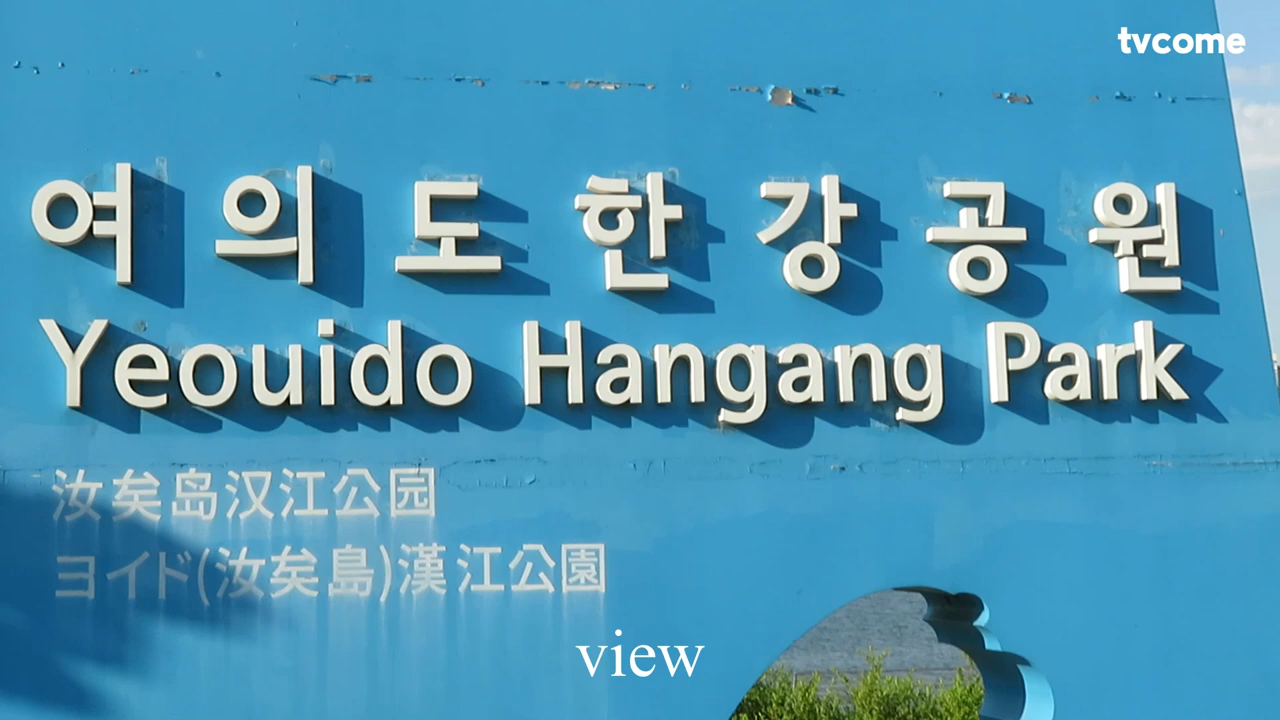 tvcome
여의도한강공원
Yeouido Hangang Park
汝矣岛汉江公园
ヨイド(汝矣島)漢江公園
view